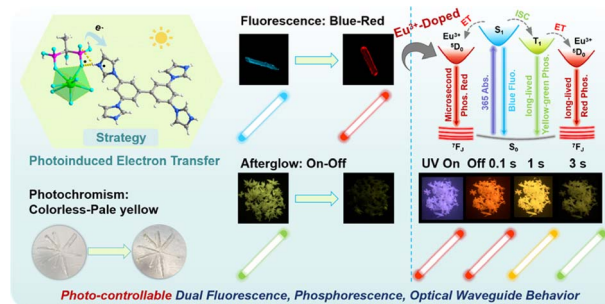 e-
Strategy
Photoinduced Electron Transfer
Photochromism:
Colorless-Pale yellow
Fluorescence: Blue-Red
Afterglow: On-Off
Eu³⁺-Doped
Eu³⁺
⁵D₀
ET
S₁
ISC
T₁
ET
Eu³⁺
⁵D₀
Microsecond
Phos. Red
365 Abs.
Blue Fluo.
long-lived
Yellow-green Phos.
long-lived
Red Phos.
⁷Fⱼ
S₀
⁷Fⱼ
UV On Off 0.1 s 1 s 3 s
Photo-controllable Dual Fluorescence, Phosphorescence, Optical Waveguide Behavior